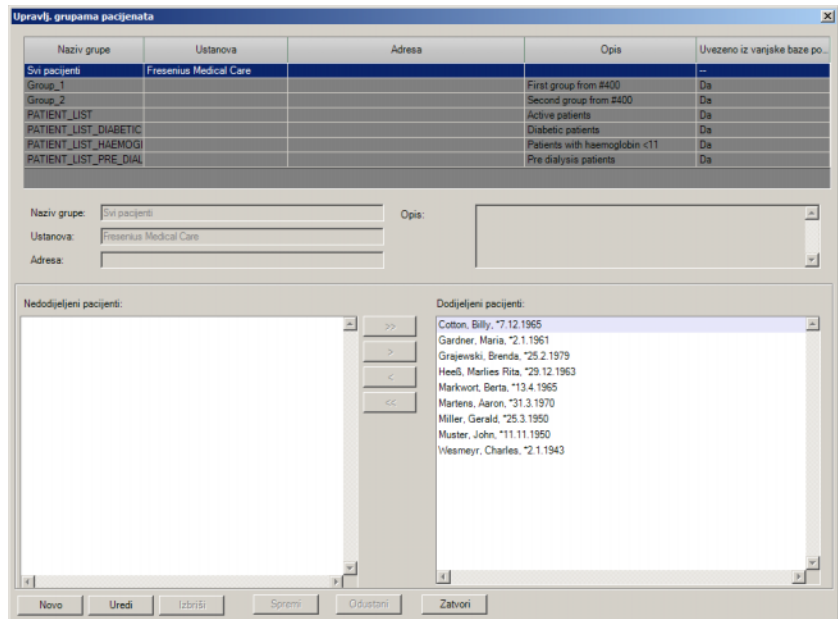 Upravlj. grupama pacijenata
Naziv grupe Ustanova Adresa Opis Uvezeno iz vanjske baze po...
Svi pacijenti Fresenius Medical Care --
Group_1 First group from #400 Da
Group_2 Second group from #400 Da
PATIENT_LIST Active patients Da
PATIENT_LIST_DIABETIC Diabetic patients Da
PATIENT_LIST_HAEMOGI Patients with haemoglobin <11 Da
PATIENT_LIST_PRE_DIAL Pre dialysis patients Da
Naziv grupe: Svi pacijenti Opis:
Ustanova: Fresenius Medical Care
Adresa:
Nedodijeljeni pacijenti: Dodijeljeni pacijenti:
>>
>
<
<<
Cotton, Billy, *7.12.1965
Gardner, Maria, *2.1.1961
Grajewski, Brenda, *25.2.1979
Heeß, Marlies Rita, *29.12.1963
Markwort, Berta, *13.4.1965
Martens, Aaron, *31.3.1970
Miller, Gerald, *25.3.1950
Muster, John, *11.11.1950
Wesmeyr, Charles, *2.1.1943
Novo Uredi Izbriši Spremi Odustani Zatvori